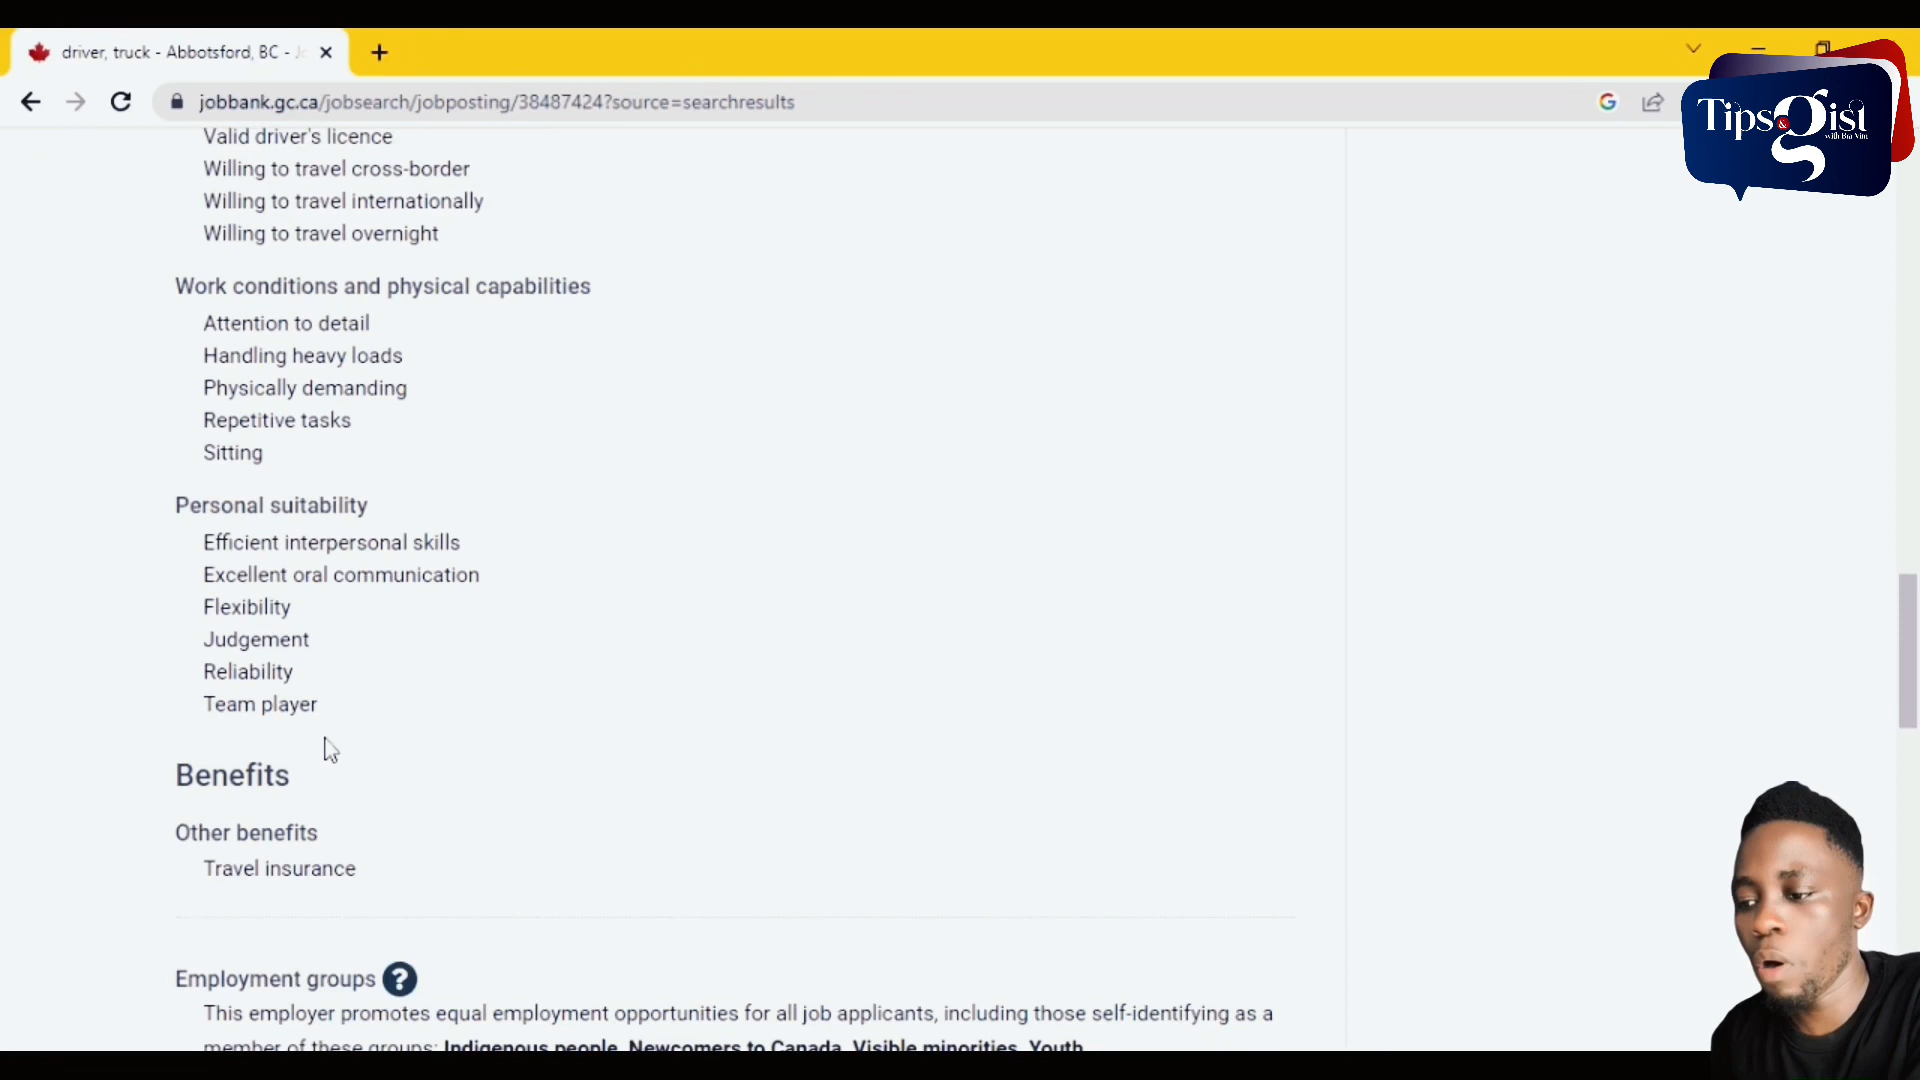 driver, truck - Abbotsford, BC - J
jobbank.gc.ca/jobsearch/jobposting/38487424?source=searchresults
Tips & gist
with Big Vin
Valid driver's licence
Willing to travel cross-border
Willing to travel internationally
Willing to travel overnight
Work conditions and physical capabilities
Attention to detail
Handling heavy loads
Physically demanding
Repetitive tasks
Sitting
Personal suitability
Efficient interpersonal skills
Excellent oral communication
Flexibility
Judgement
Reliability
Team player
Benefits
Other benefits
Travel insurance
Employment groups ?
This employer promotes equal employment opportunities for all job applicants, including those self-identifying as a
member of these groups: Indigenous people, Newcomers to Canada, Visible minorities, Youth